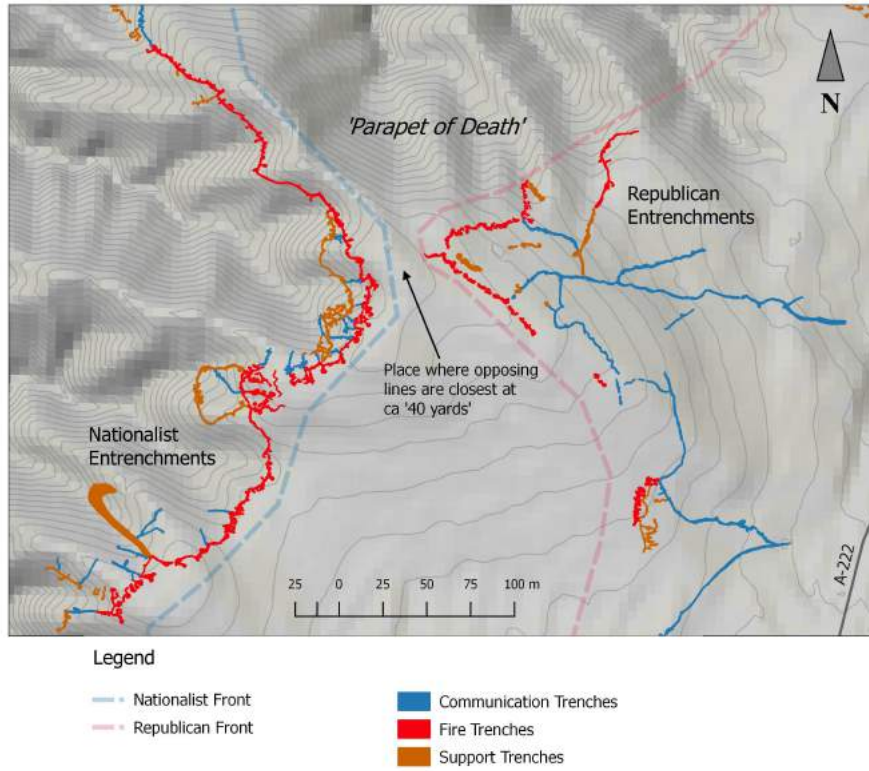 'Parapet of Death'
N
Republican
Entrenchments
Place where opposing
lines are closest at
ca '40 yards'
Nationalist
Entrenchments
25 0 25 50 75 100 m
A-222
Legend
Nationalist Front
Republican Front
Communication Trenches
Fire Trenches
Support Trenches